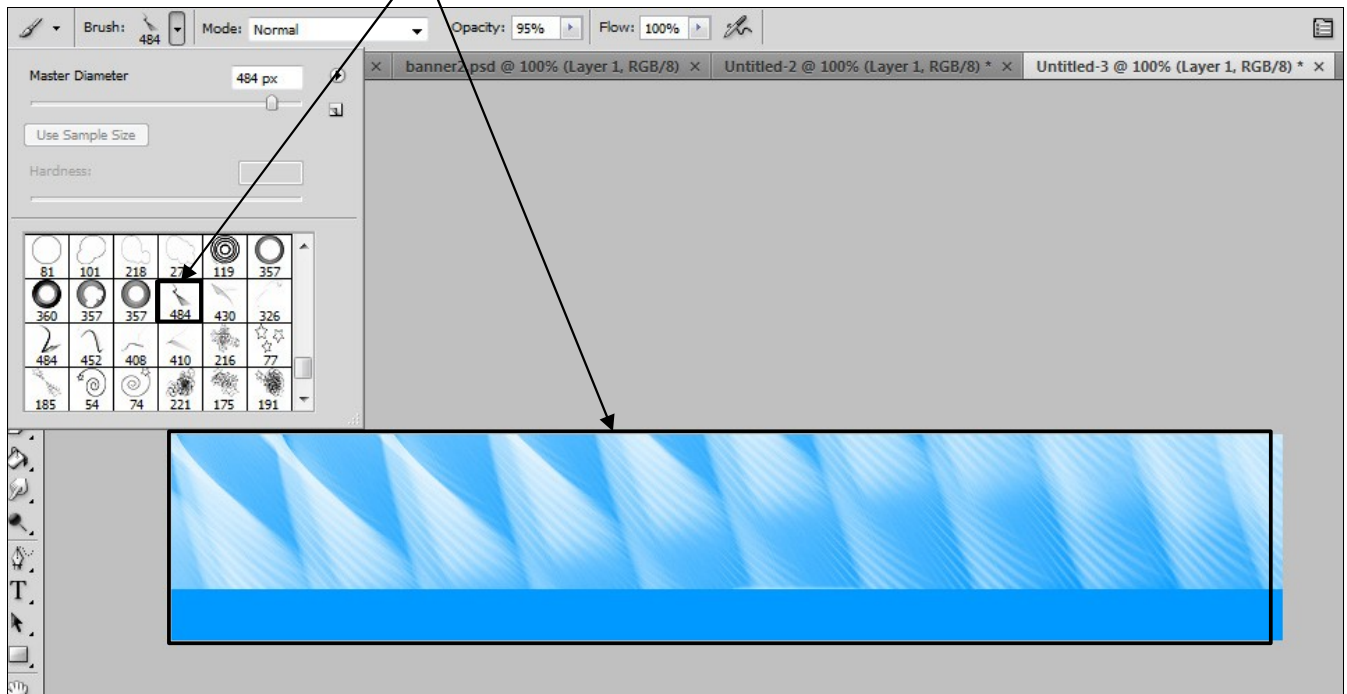 Brush: 484 Mode: Normal Opacity: 95% Flow: 100%
banner2.psd @ 100% (Layer 1, RGB/8) × Untitled-2 @ 100% (Layer 1, RGB/8) * × Untitled-3 @ 100% (Layer 1, RGB/8) * ×
Master Diameter 484 px
Use Sample Size
Hardness:
81 101 218 119 357
360 357 357 484 430 326
484 452 408 410 216 77
185 54 74 221 175 191
T